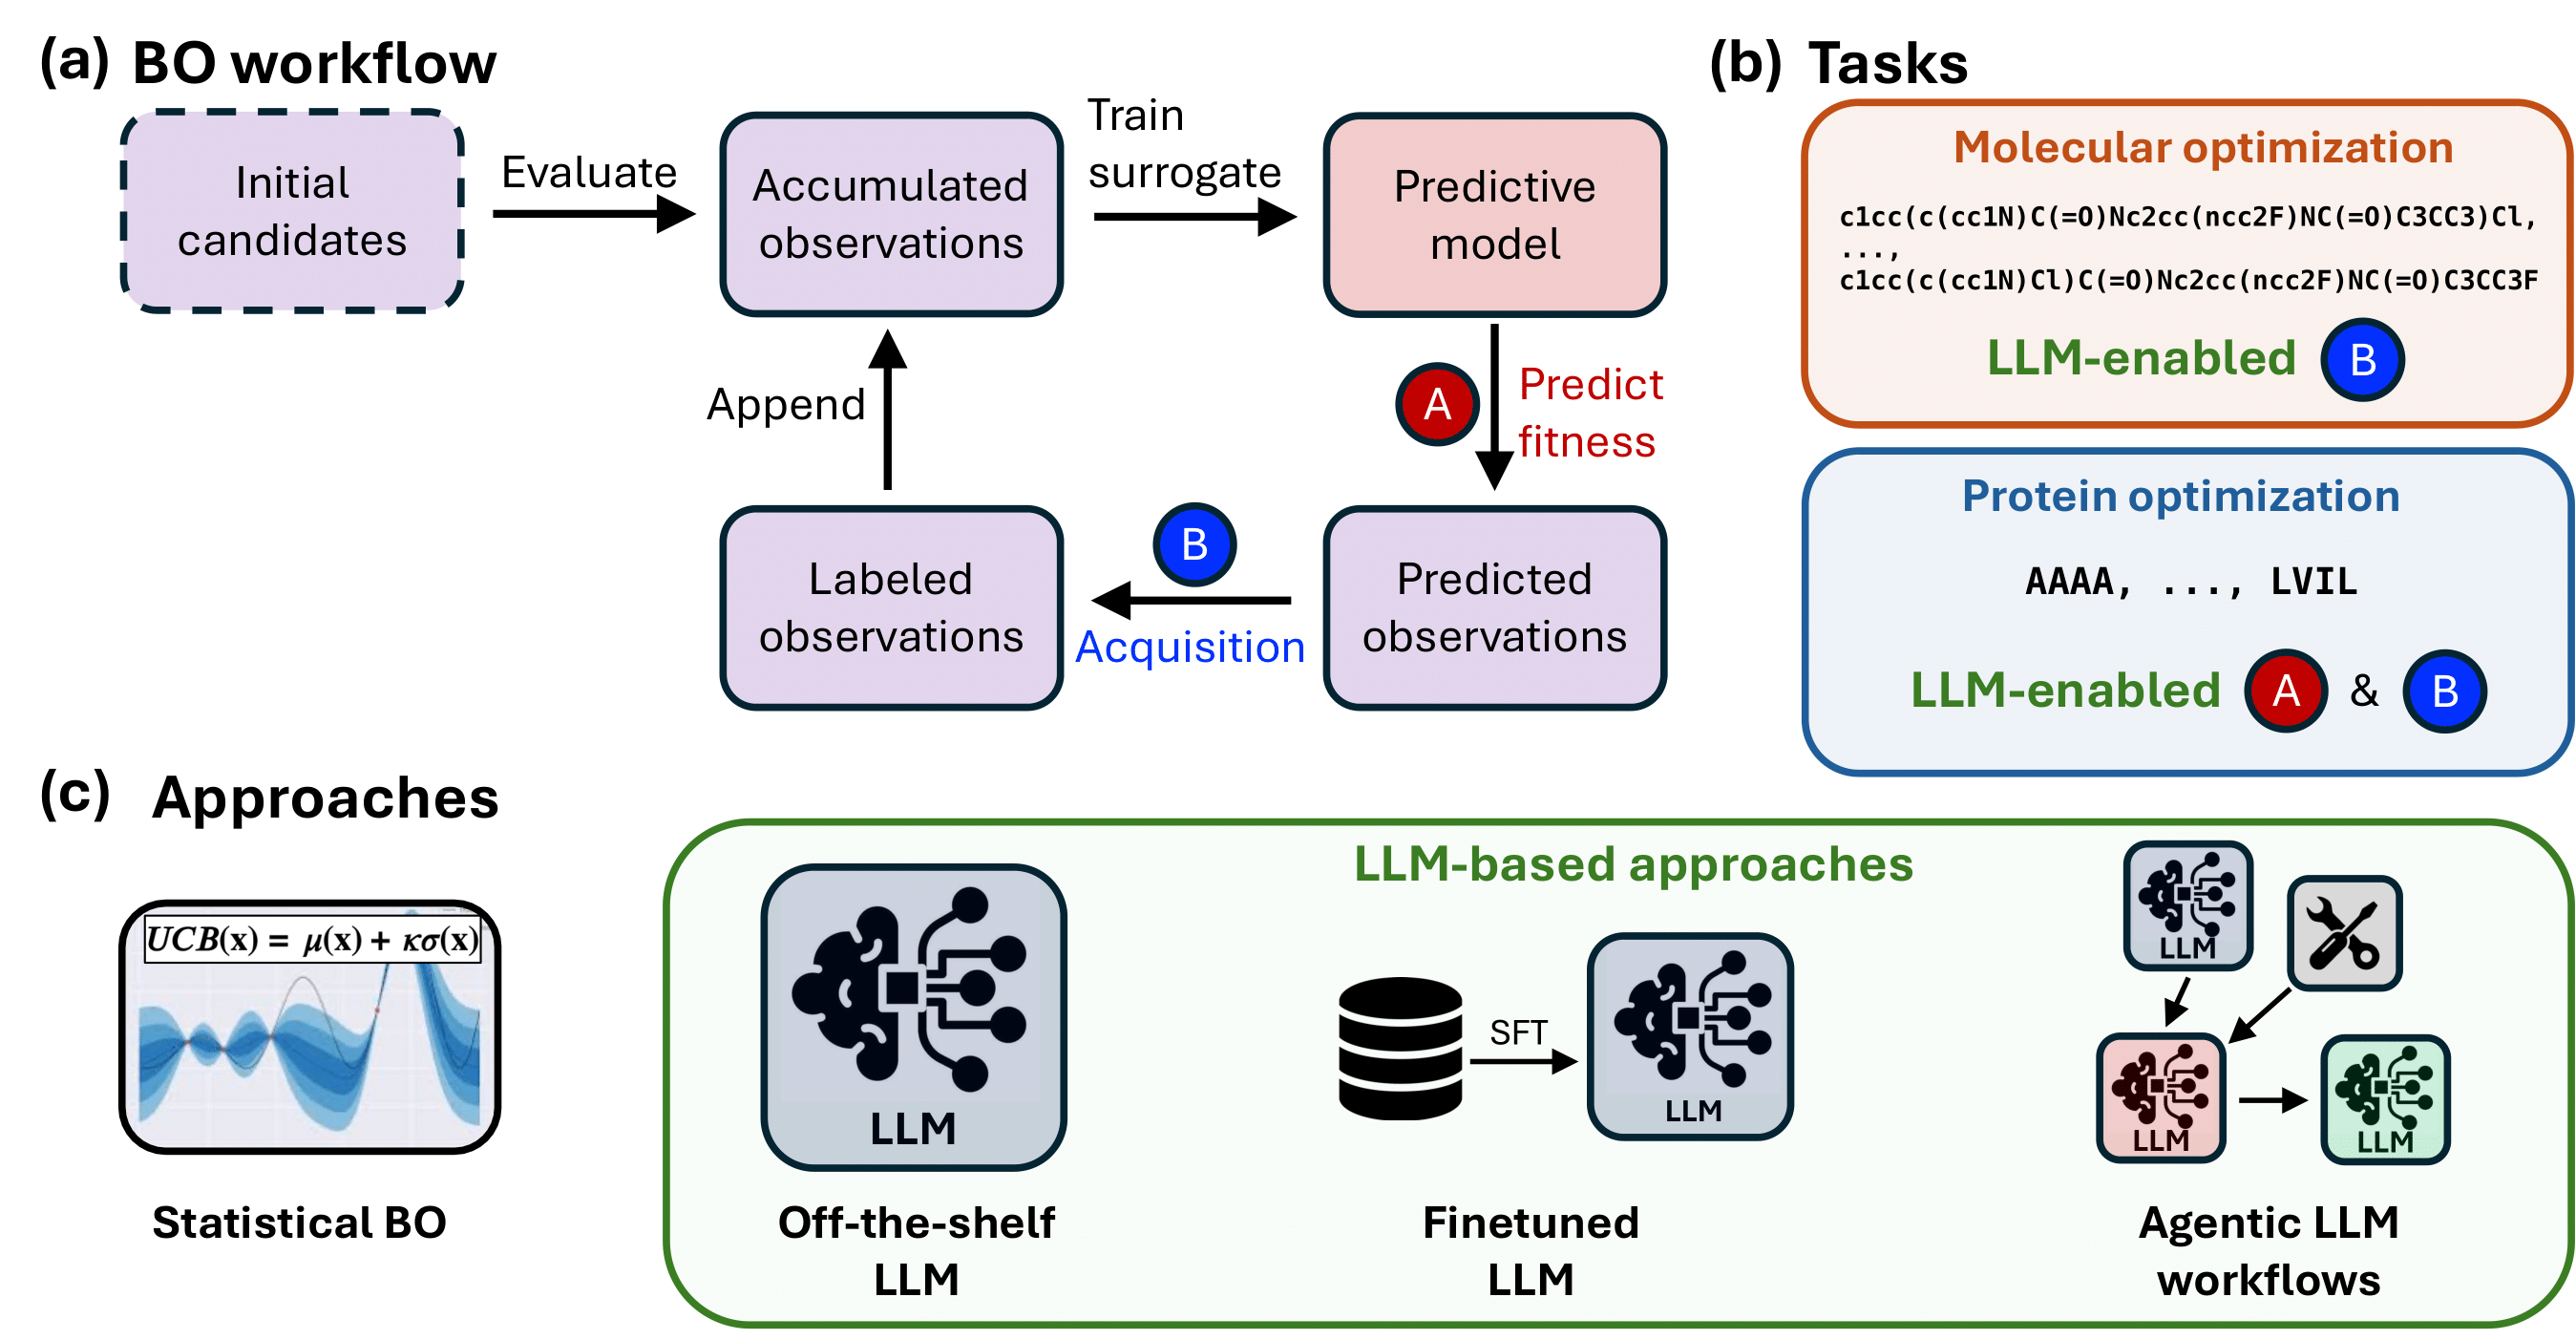 (a) BO workflow
Initial
candidates
Evaluate
Accumulated
observations
Train
surrogate
Predictive
model
A
Predict
fitness
Predicted
observations
B
Acquisition
Labeled
observations
Append
(b) Tasks
Molecular optimization
c1cc(c(cc1N)C(=O)Nc2cc(ncc2F)NC(=O)C3CC3)Cl,
...,
c1cc(c(cc1N)Cl)C(=O)Nc2cc(ncc2F)NC(=O)C3CC3F
LLM-enabled B
Protein optimization
AAAA, ..., LVIL
LLM-enabled A & B
(c) Approaches
UCB(x) = μ(x) + κσ(x)
Statistical BO
LLM-based approaches
LLM
Off-the-shelf
LLM
SFT
LLM
Finetuned
LLM
LLM
LLM
LLM
Agentic LLM
workflows